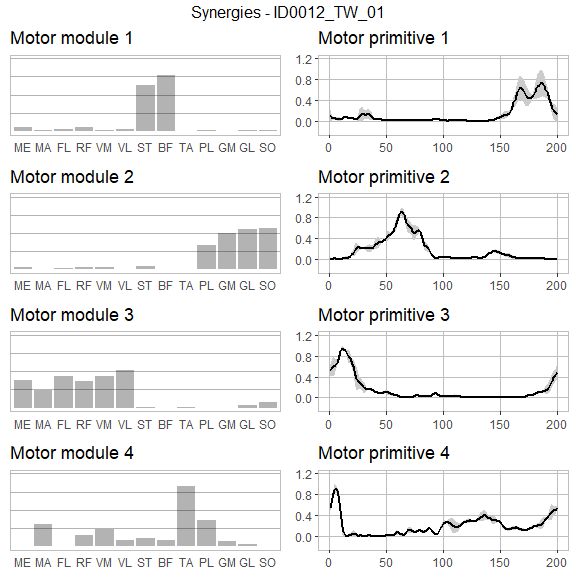 Synergies - ID0012_TW_01
Motor module 1
Motor primitive 1
1.2
0.8
0.4
0.0
ME MA FL RF VM VL ST BF TA PL GM GL SO
0 50 100 150 200
Motor module 2
Motor primitive 2
1.2
0.8
0.4
0.0
ME MA FL RF VM VL ST BF TA PL GM GL SO
0 50 100 150 200
Motor module 3
Motor primitive 3
1.2
0.8
0.4
0.0
ME MA FL RF VM VL ST BF TA PL GM GL SO
0 50 100 150 200
Motor module 4
Motor primitive 4
1.2
0.8
0.4
0.0
ME MA FL RF VM VL ST BF TA PL GM GL SO
0 50 100 150 200